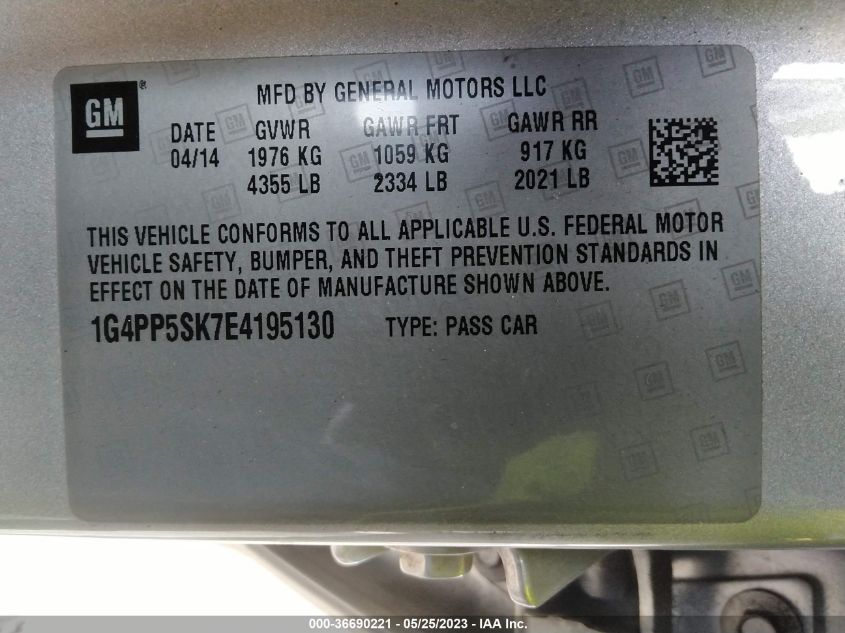 GM ®
MFD BY GENERAL MOTORS LLC
DATE GVWR GAWR FRT GAWR RR
04/14 1976 KG 1059 KG 917 KG
4355 LB 2334 LB 2021 LB
THIS VEHICLE CONFORMS TO ALL APPLICABLE U.S. FEDERAL MOTOR
VEHICLE SAFETY, BUMPER, AND THEFT PREVENTION STANDARDS IN
EFFECT ON THE DATE OF MANUFACTURE SHOWN ABOVE.
1G4PP5SK7E4195130 TYPE: PASS CAR
000-36690221 - 05/25/2023 - COPYRIGHT IAA, INC.